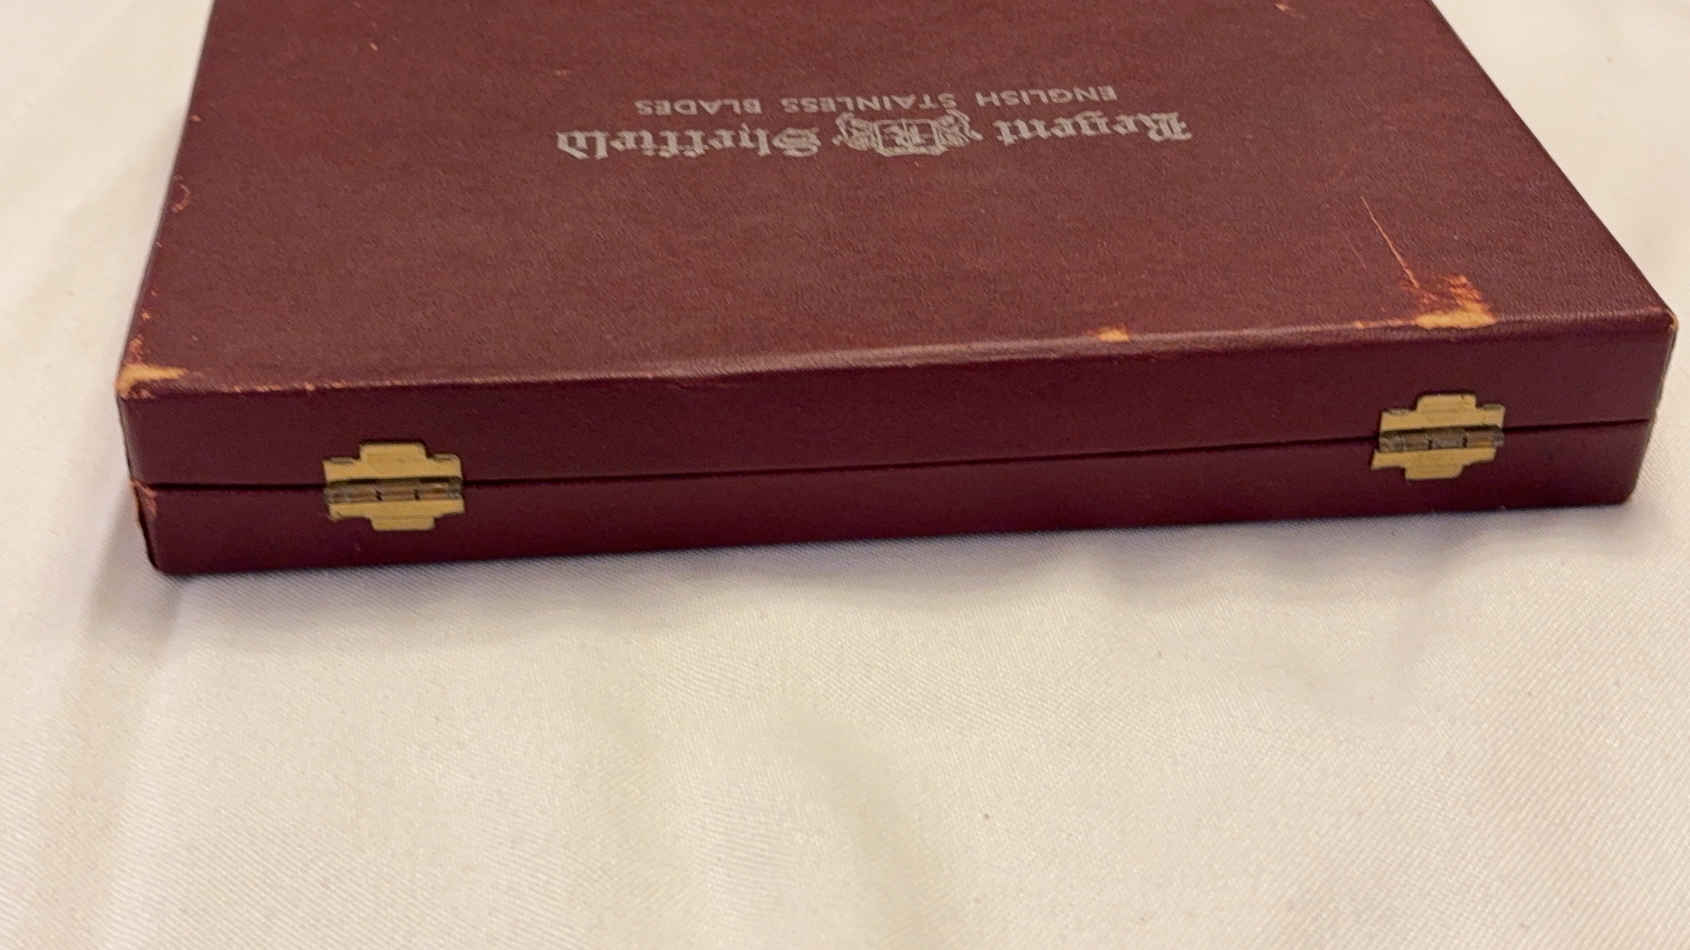 Regent R Sheffield
ENGLISH STAINLESS BLADES